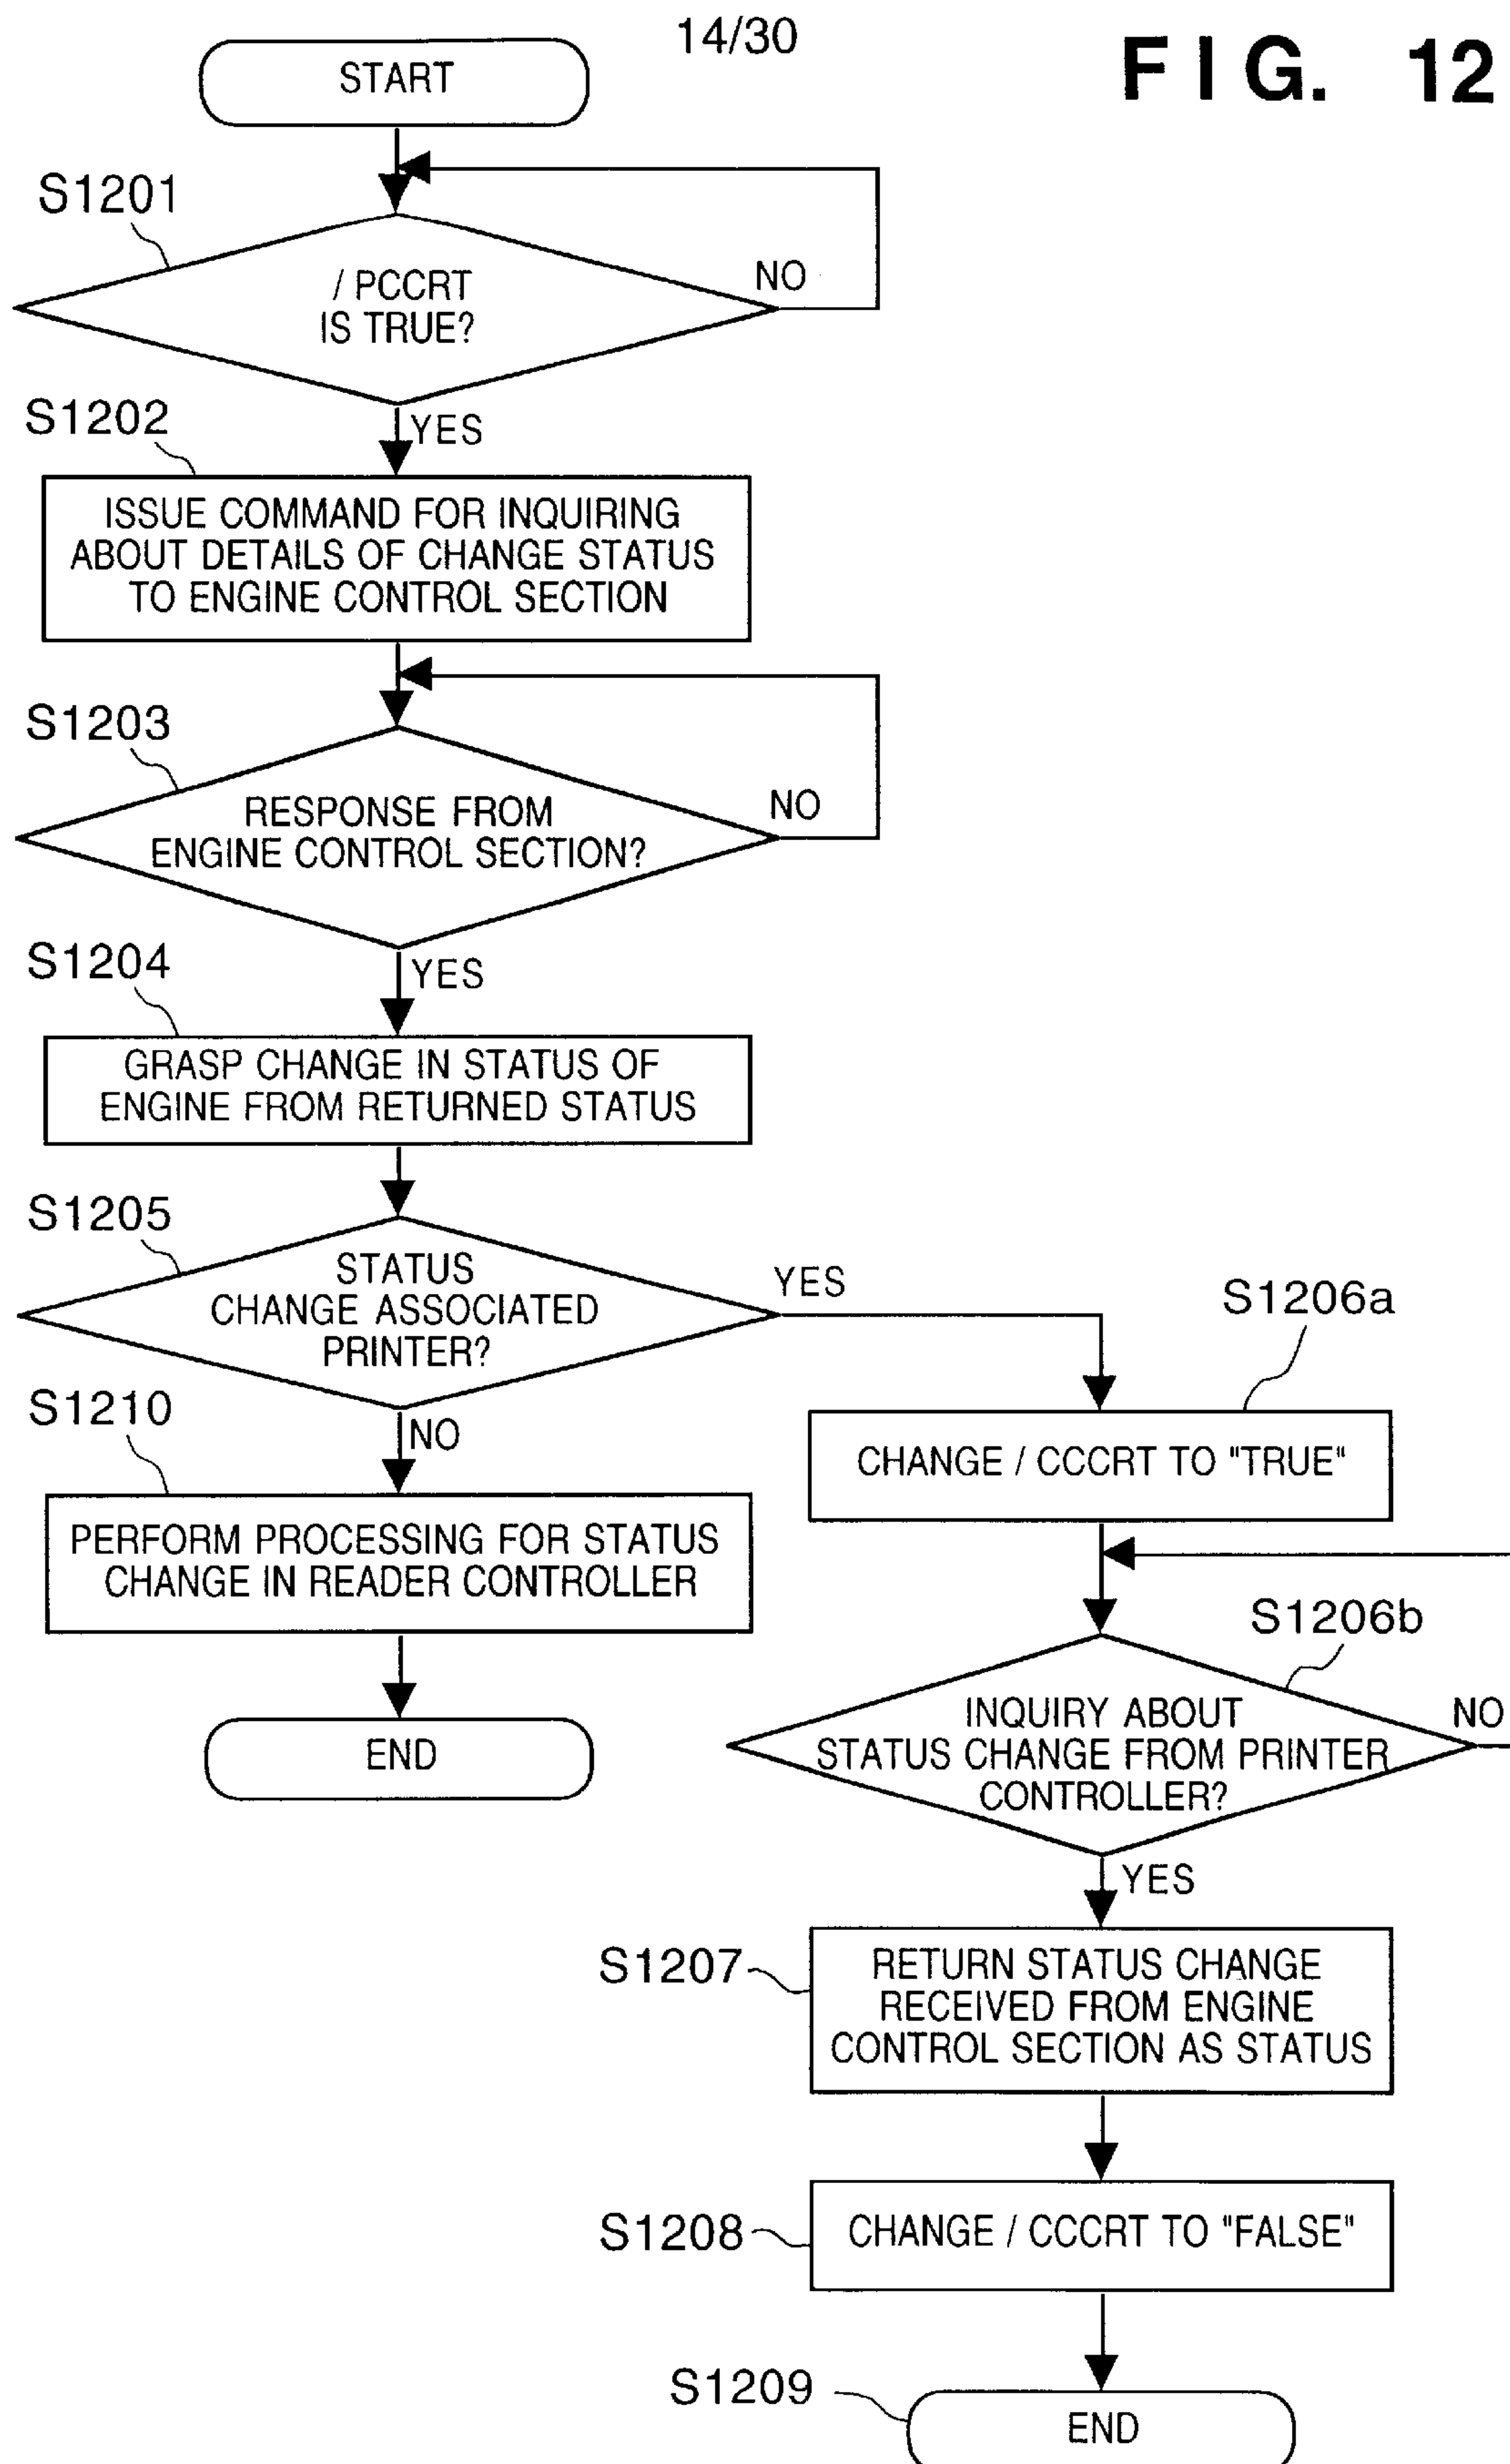 14/30
FIG. 12
START
S1201
/ PCCRT
IS TRUE?
NO
YES
S1202
ISSUE COMMAND FOR INQUIRING
ABOUT DETAILS OF CHANGE STATUS
TO ENGINE CONTROL SECTION
S1203
RESPONSE FROM
ENGINE CONTROL SECTION?
NO
YES
S1204
GRASP CHANGE IN STATUS OF
ENGINE FROM RETURNED STATUS
S1205
STATUS
CHANGE ASSOCIATED
PRINTER?
YES
NO
S1210
PERFORM PROCESSING FOR STATUS
CHANGE IN READER CONTROLLER
END
S1206a
CHANGE / CCCRT TO "TRUE"
S1206b
INQUIRY ABOUT
STATUS CHANGE FROM PRINTER
CONTROLLER?
NO
YES
S1207
RETURN STATUS CHANGE
RECEIVED FROM ENGINE
CONTROL SECTION AS STATUS
S1208
CHANGE / CCCRT TO "FALSE"
S1209
END